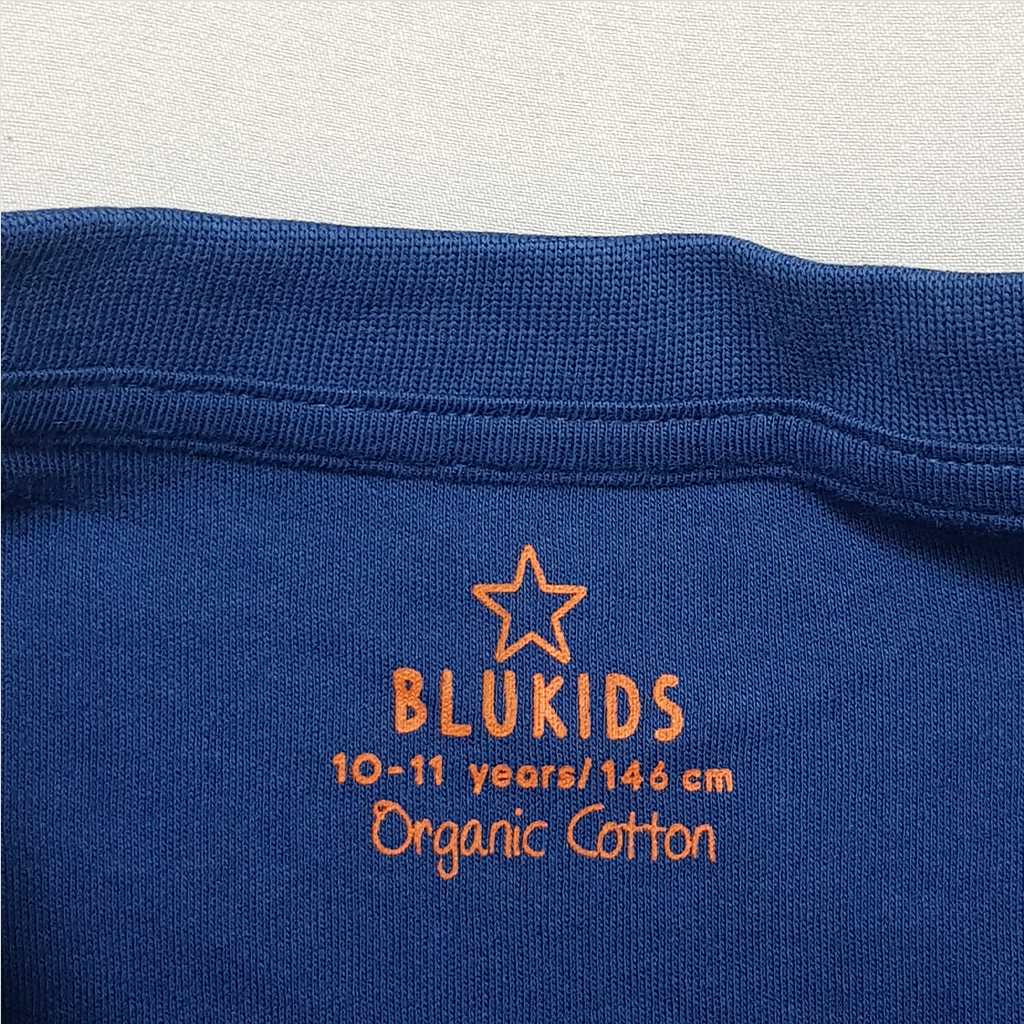 BLUKIDS
10-11 years/146 cm
Organic Cotton